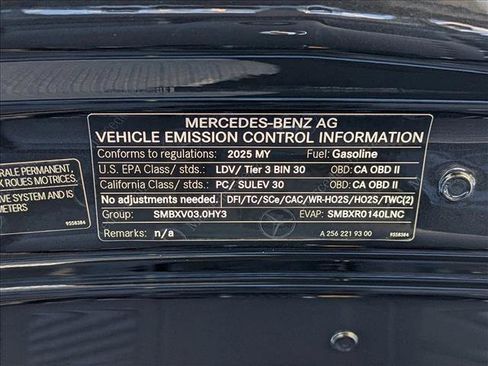 MERCEDES-BENZ AG
VEHICLE EMISSION CONTROL INFORMATION
Conforms to regulations: 2025 MY Fuel: Gasoline
U.S. EPA Class/ stds.: LDV/ Tier 3 BIN 30 OBD: CA OBD II
California Class/ stds.: PC/ SULEV 30 OBD: CA OBD II
No adjustments needed. DFI/TC/SCe/CAC/WR-HO2S/HO2S/TWC(2)
Group: SMBXV03.0HY3 EVAP: SMBXR0140LNC
Remarks: n/a A 256 221 93 00 9558384
RALE PERMANENT,
X ROUES MOTRICES.
IVE SYSTEM AND IS
METERS
9558384